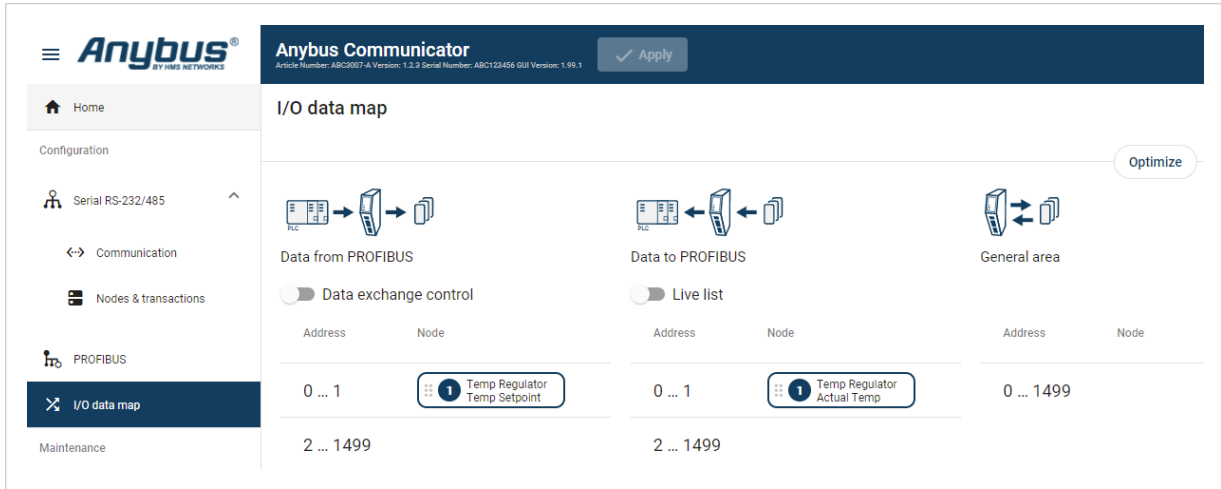 Anybus®
BY HMS NETWORKS
Anybus Communicator
Article Number: ABC3007-A Version: 1.2.3 Serial Number: ABC123456 GUI Version: 1.99.1
Apply
Home
Configuration
Serial RS-232/485
Communication
Nodes & transactions
PROFIBUS
I/O data map
Maintenance
I/O data map
Optimize
PLC
Data from PROFIBUS
Data exchange control
Address Node
0 ... 1 1 Temp Regulator
Temp Setpoint
2 ... 1499
PLC
Data to PROFIBUS
Live list
Address Node
0 ... 1 1 Temp Regulator
Actual Temp
2 ... 1499
General area
Address Node
0 ... 1499